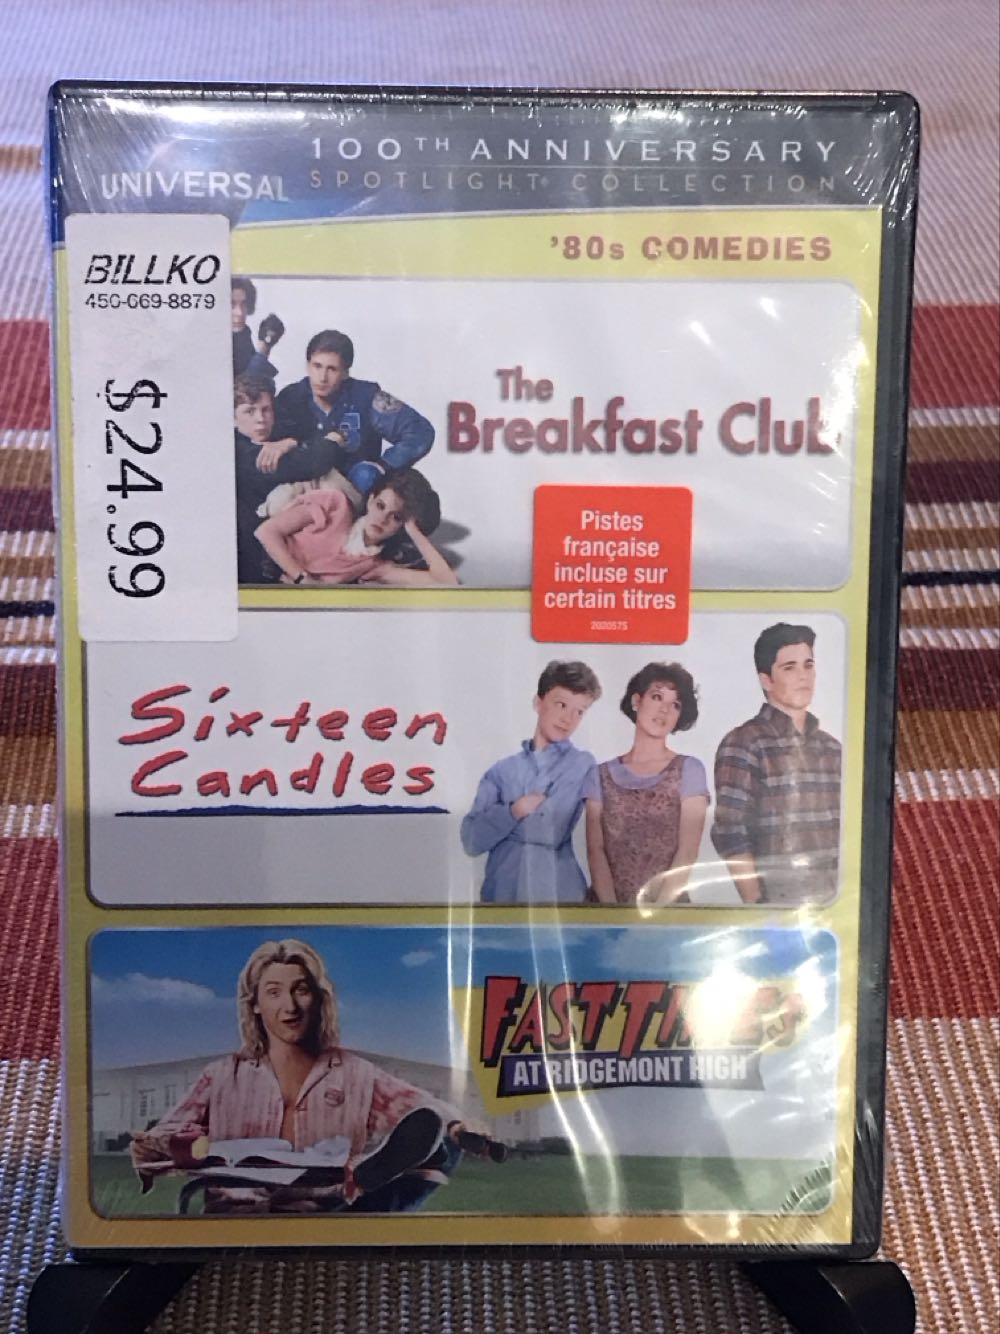 100TH ANNIVERSARY
UNIVERSAL SPOTLIGHT COLLECTION
'80s COMEDIES
BILLKO
450-669-8879
$24.99
The
Breakfast Club
Pistes
française
incluse sur
certain titres
Sixteen
Candles
FAST TIMES
AT RIDGEMONT HIGH